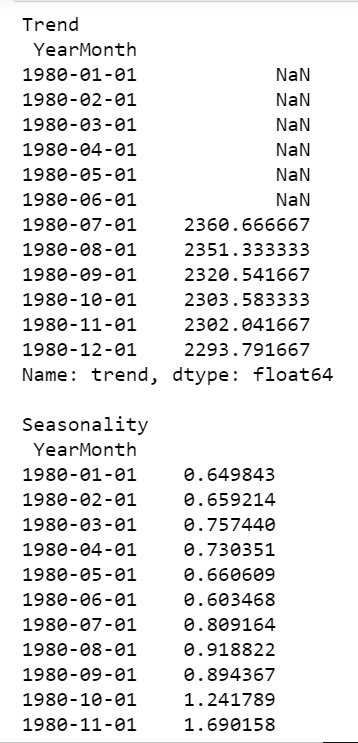 Trend
YearMonth
1980-01-01 NaN
1980-02-01 NaN
1980-03-01 NaN
1980-04-01 NaN
1980-05-01 NaN
1980-06-01 NaN
1980-07-01 2360.666667
1980-08-01 2351.333333
1980-09-01 2320.541667
1980-10-01 2303.583333
1980-11-01 2302.041667
1980-12-01 2293.791667
Name: trend, dtype: float64
Seasonality
YearMonth
1980-01-01 0.649843
1980-02-01 0.659214
1980-03-01 0.757440
1980-04-01 0.730351
1980-05-01 0.660609
1980-06-01 0.603468
1980-07-01 0.809164
1980-08-01 0.918822
1980-09-01 0.894367
1980-10-01 1.241789
1980-11-01 1.690158